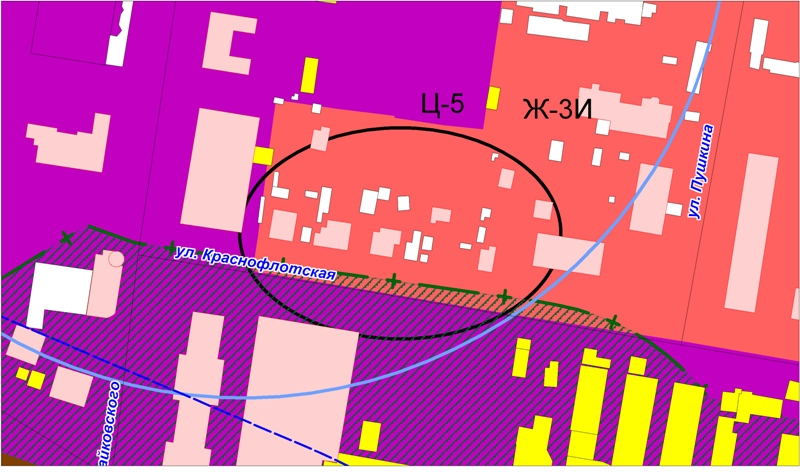 Ц-5
Ж-3И
ул. Пушкина
ул. Краснофлотская
айковского